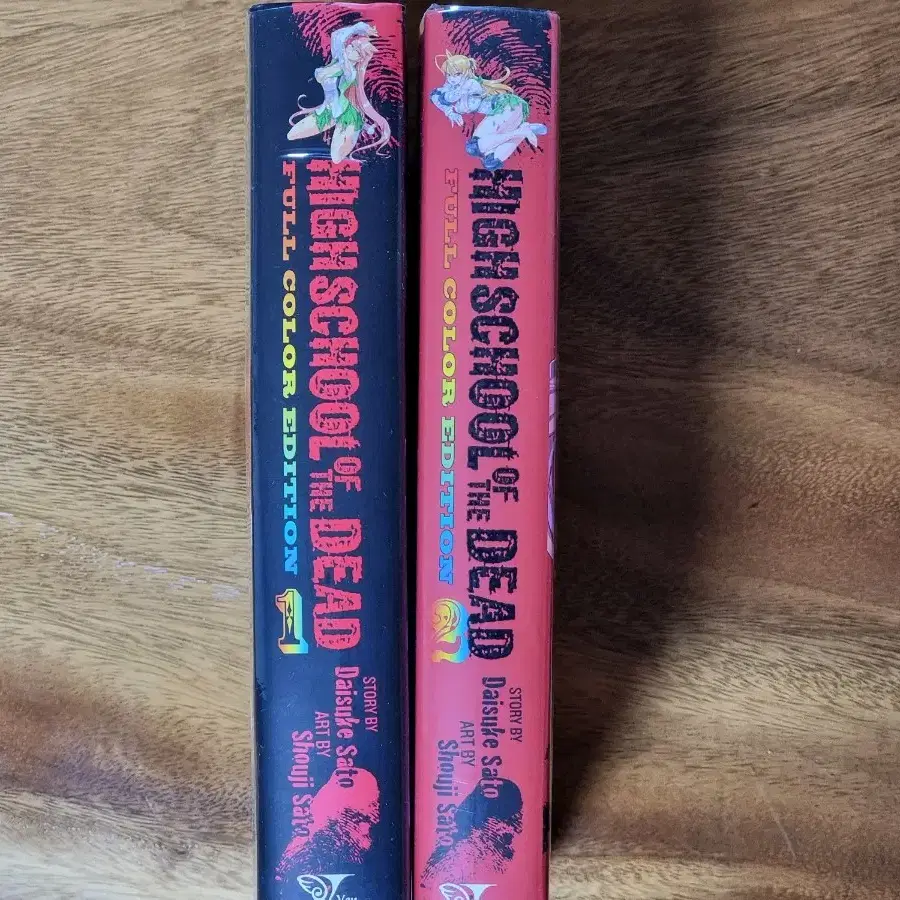 HIGHSCHOOL OF THE DEAD
FULL COLOR EDITION 1
STORY BY
Daisuke Sato
ART BY
Shouji Sato
HIGHSCHOOL OF THE DEAD
FULL COLOR EDITION 2
STORY BY
Daisuke Sato
ART BY
Shouji Sato